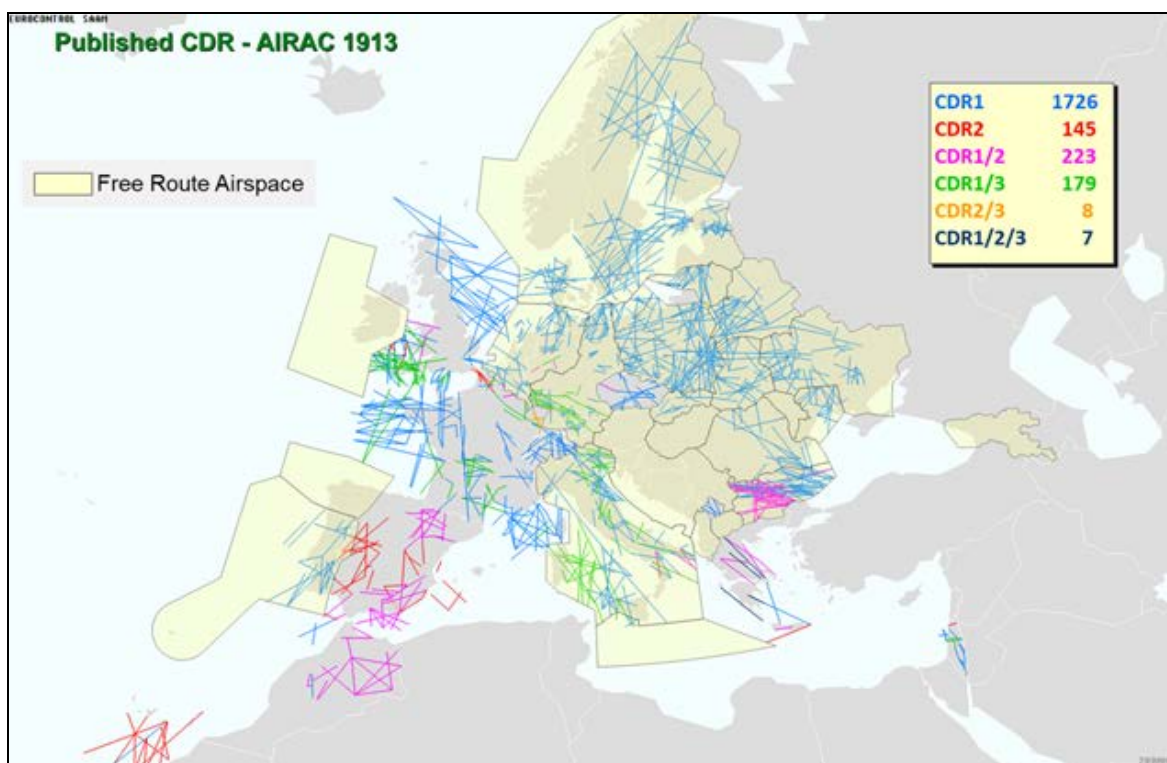 EUROCONTROL SAAM
Published CDR - AIRAC 1913
CDR1 1726
CDR2 145
CDR1/2 223
CDR1/3 179
CDR2/3 8
CDR1/2/3 7
Free Route Airspace